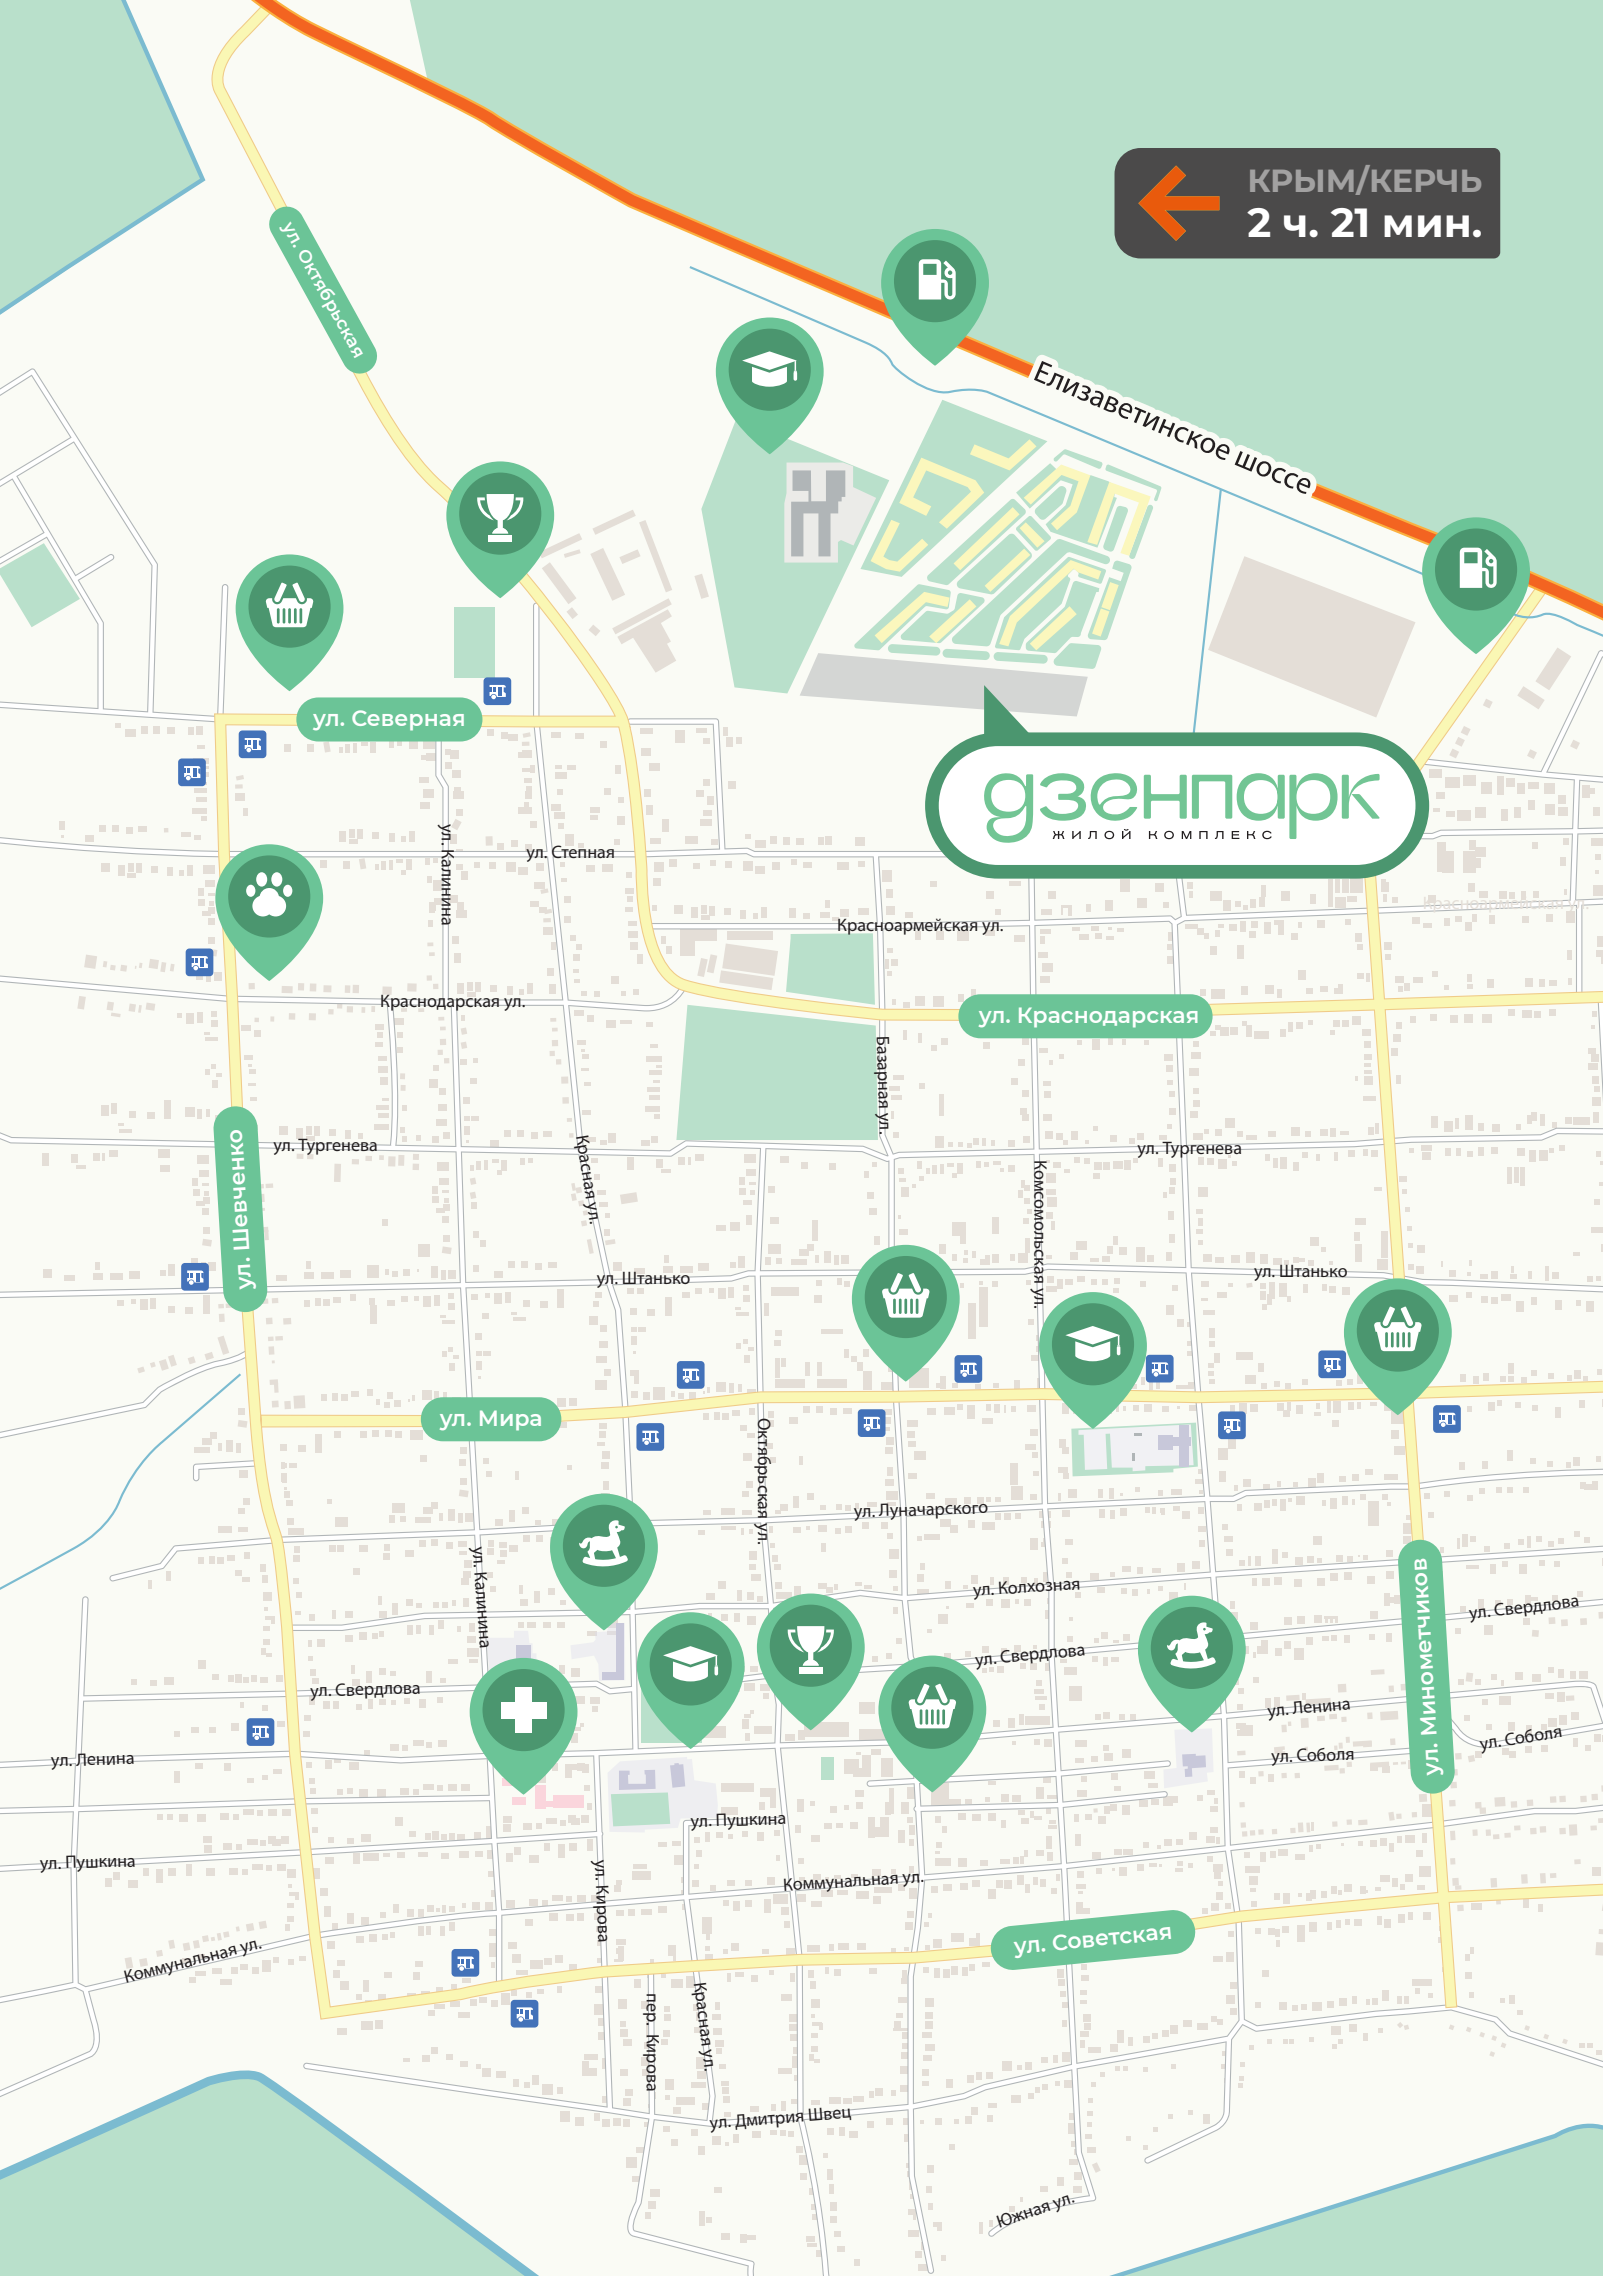 КРЫМ/КЕРЧЬ
2 ч. 21 мин.
ул. Октябрьская
Елизаветинское шоссе
ул. Северная
дзенпарк
жилой комплекс
ул. Калинина
ул. Степная
Красноармейская ул.
Красноармейская ул.
Краснодарская ул.
ул. Краснодарская
Базарная ул.
ул. Шевченко
ул. Тургенева
Красная ул.
ул. Тургенева
Комсомольская ул.
ул. Штанько
ул. Штанько
ул. Мира
Октябрьская ул.
ул. Луначарского
ул. Калинина
ул. Колхозная
ул. Минометчиков
ул. Свердлова
ул. Свердлова
ул. Свердлова
ул. Ленина
ул. Ленина
ул. Соболя
ул. Соболя
ул. Пушкина
ул. Пушкина
ул. Кирова
Коммунальная ул.
Коммунальная ул.
ул. Советская
пер. Кирова
Красная ул.
ул. Дмитрия Швец
Южная ул.